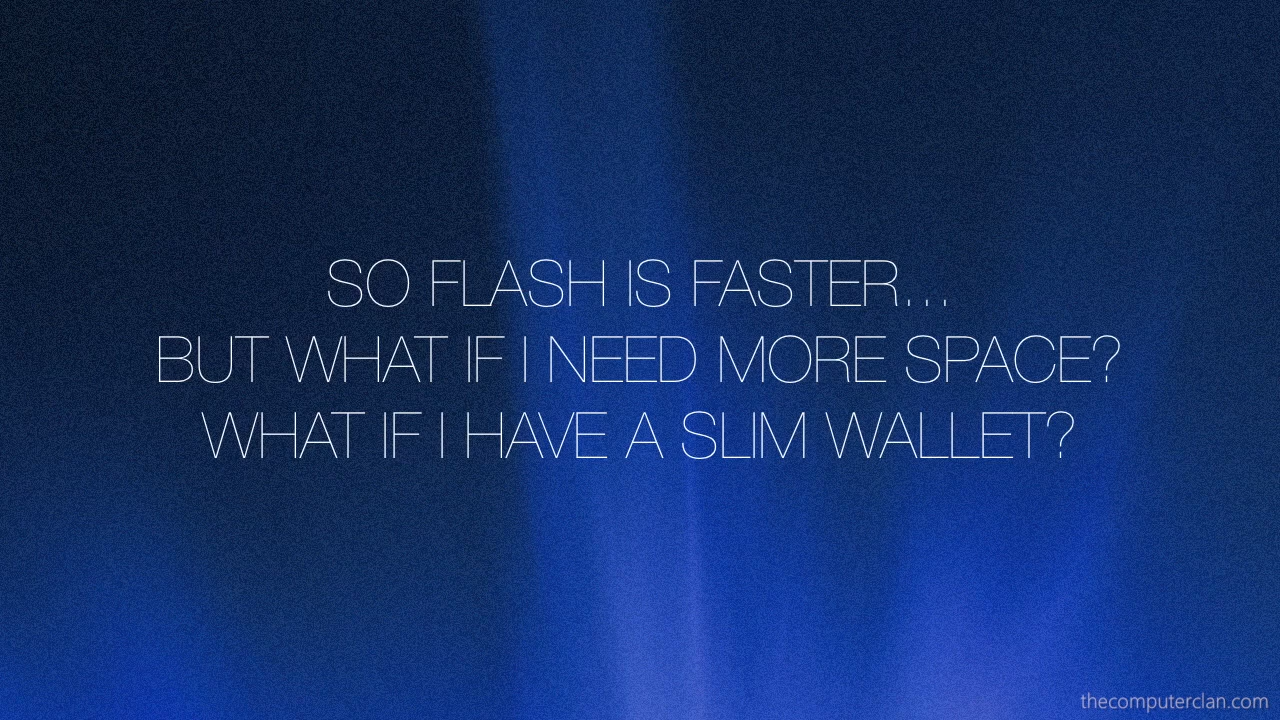 SO FLASH IS FASTER...
BUT WHAT IF I NEED MORE SPACE?
WHAT IF I HAVE A SLIM WALLET?
thecomputerclan.com